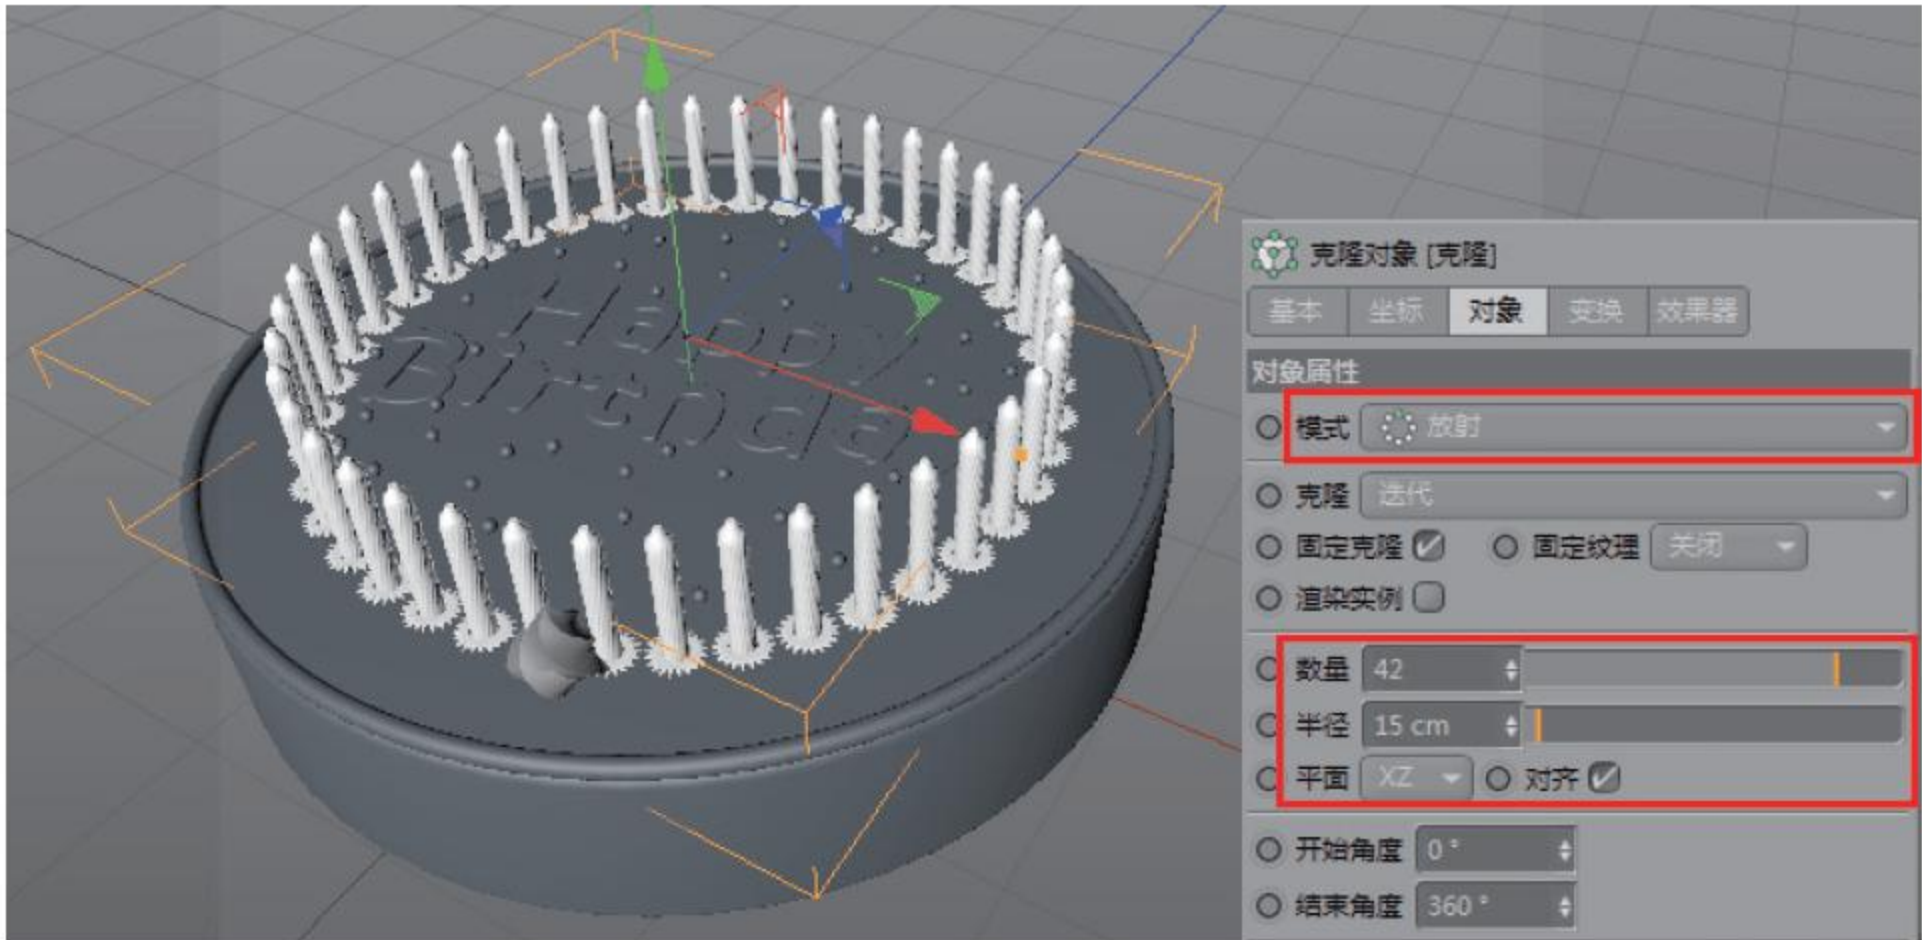 Happy
Birthda
克隆对象 [克隆]
基本 坐标 对象 变换 效果器
对象属性
模式 放射
克隆 迭代
固定克隆 固定纹理 关闭
渲染实例
数量 42
半径 15 cm
平面 XZ 对齐
开始角度 0°
结束角度 360°